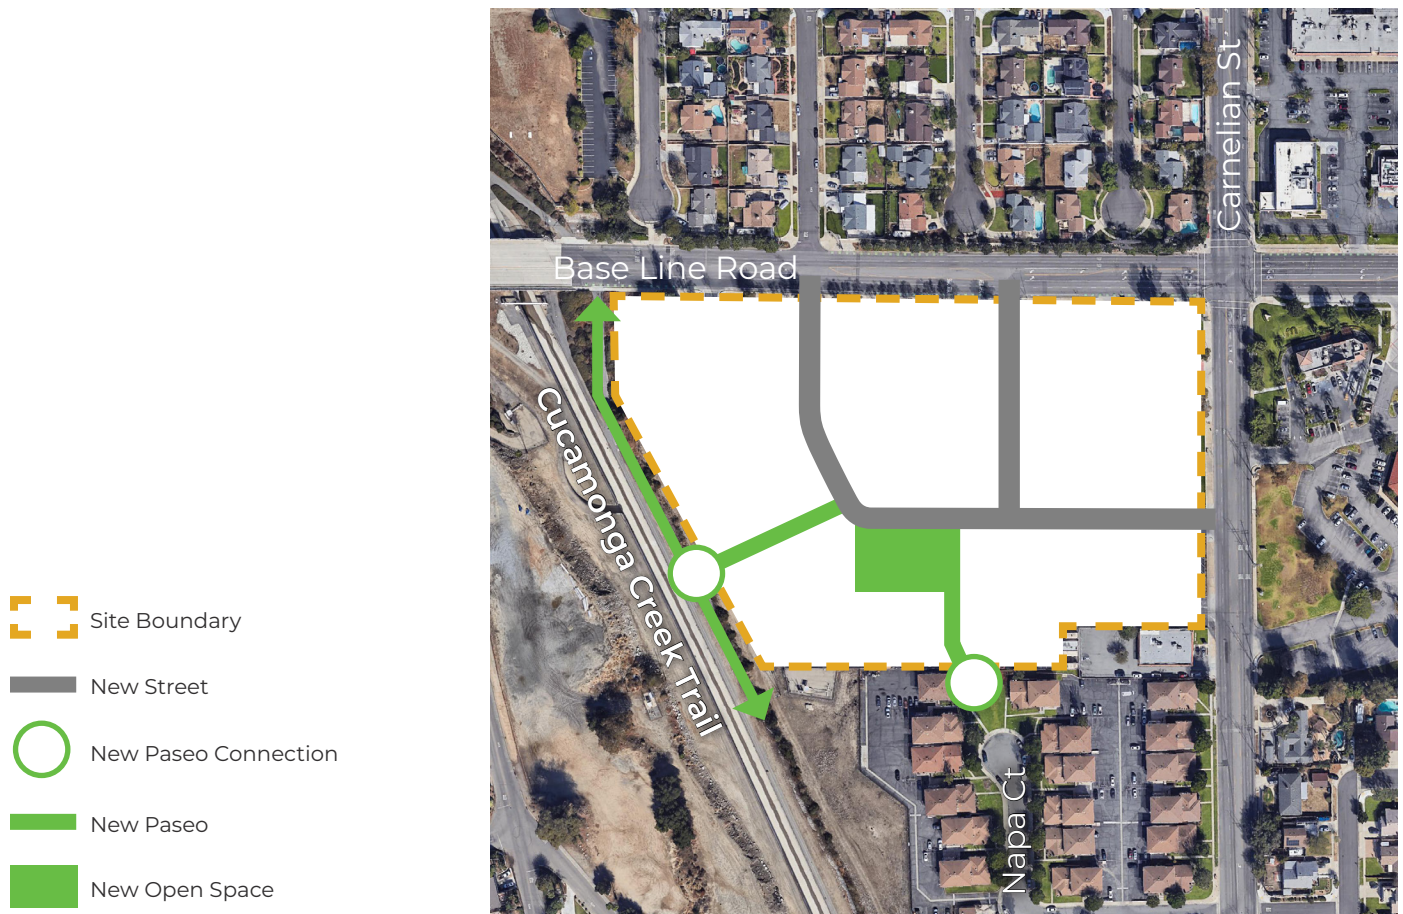 Carnelian St
Base Line Road
Cucamonga Creek Trail
Napa Ct
Site Boundary
New Street
New Paseo Connection
New Paseo
New Open Space